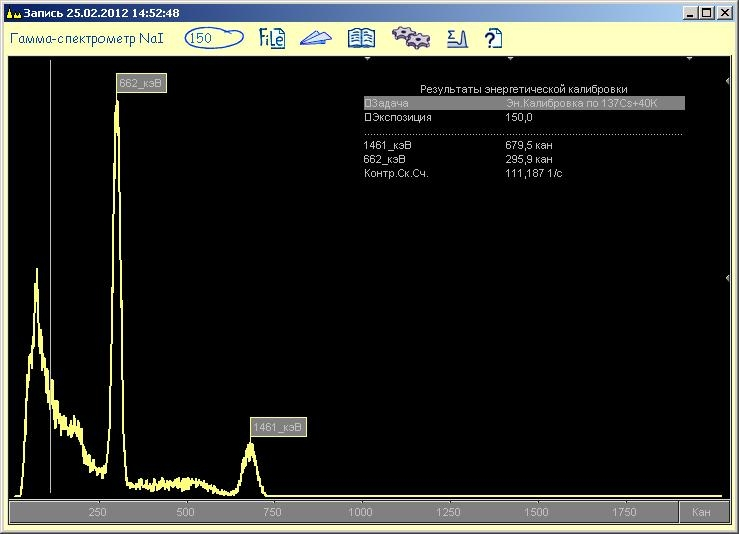 Запись 25.02.2012 14:52:48
Гамма-спектрометр NaI 150 File
662_кэВ
Результаты энергетической калибровки
Задача Эн.Калибровка по 137Cs+40К
Экспозиция 150,0
1461_кэВ 679,5 кан
662_кэВ 295,9 кан
Контр.Ск.Сч. 111,187 1/с
1461_кэВ
250 500 750 1000 1250 1500 1750 Кан